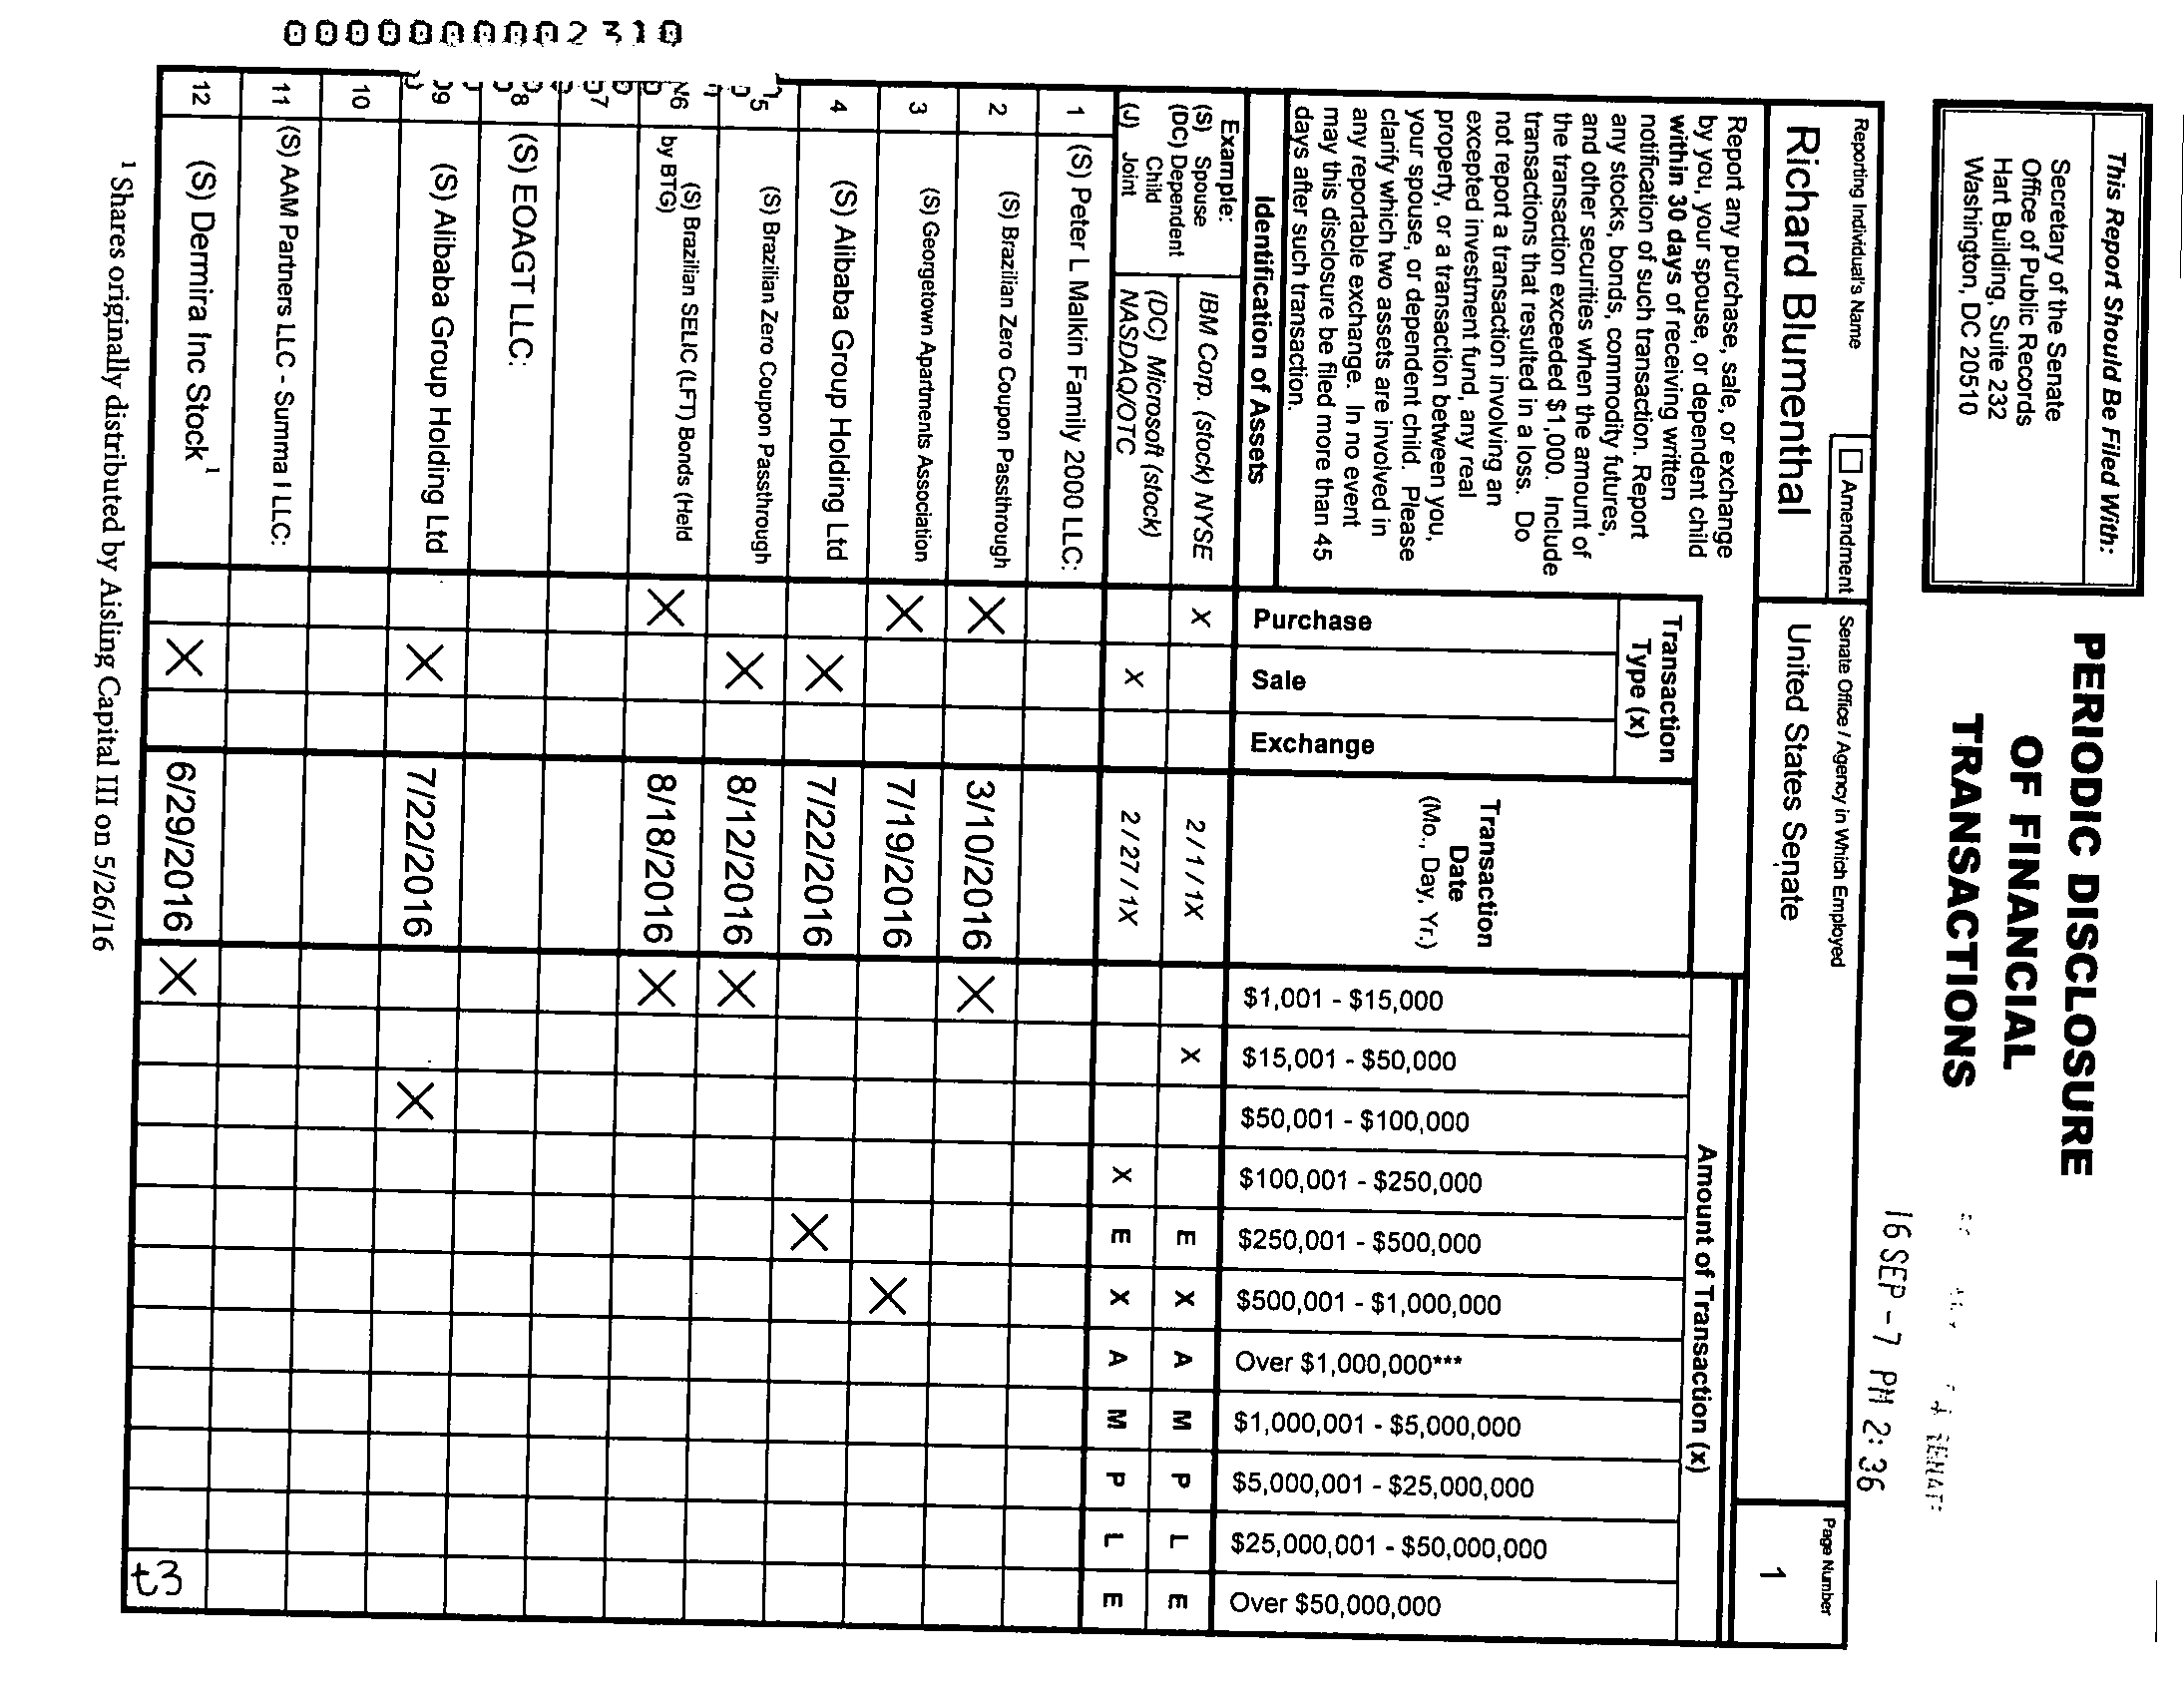 This Report Should Be Filed With:
Secretary of the Senate
Office of Public Records
Hart Building, Suite 232
Washington, DC 20510
PERIODIC DISCLOSURE
OF FINANCIAL
TRANSACTIONS
16 SEP -7 PM 2:36
Reporting Individual's Name
☐ Amendment
Senate Office / Agency in Which Employed
Page Number
Richard Blumenthal
United States Senate
1
Report any purchase, sale, or exchange
by you, your spouse, or dependent child
within 30 days of receiving written
notification of such transaction. Report
any stocks, bonds, commodity futures,
and other securities when the amount of
the transaction exceeded $1,000. Include
transactions that resulted in a loss. Do
not report a transaction involving an
excepted investment fund, any real
property, or a transaction between you,
your spouse, or dependent child. Please
clarify which two assets are involved in
any reportable exchange. In no event
may this disclosure be filed more than 45
days after such transaction.
Identification of Assets
Transaction
Type (x)
Purchase
Sale
Exchange
Transaction
Date
(Mo., Day, Yr.)
Amount of Transaction (x)
$1,001 - $15,000
$15,001 - $50,000
$50,001 - $100,000
$100,001 - $250,000
$250,001 - $500,000
$500,001 - $1,000,000
Over $1,000,000***
$1,000,001 - $5,000,000
$5,000,001 - $25,000,000
$25,000,001 - $50,000,000
Over $50,000,000
Example:
(S) Spouse
(DC) Dependent
Child
(J) Joint
IBM Corp. (stock) NYSE X 2 / 1 / 1X X E X A M P L E
(DC) Microsoft (stock)
NASDAQ/OTC X 2 / 27 / 1X X E X A M P L E
1 (S) Peter L Malkin Family 2000 LLC:
2 (S) Brazilian Zero Coupon Passthrough X 3/10/2016 X
3 (S) Georgetown Apartments Association X 7/19/2016 X
4 (S) Alibaba Group Holding Ltd X 7/22/2016 X
5 (S) Brazilian Zero Coupon Passthrough X 8/12/2016 X
6 (S) Brazilian SELIC (LFT) Bonds (Held
by BTG) X 8/18/2016 X
7
8 (S) EOAGT LLC:
9 (S) Alibaba Group Holding Ltd X 7/22/2016 X
10
11 (S) AAM Partners LLC - Summa I LLC:
12 (S) Dermira Inc Stock ¹ X 6/29/2016 X
t3
¹ Shares originally distributed by Aisling Capital III on 5/26/16